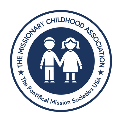 THE MISSIONARY CHILDHOOD ASSOCIATION
The Pontifical Mission Societies USA